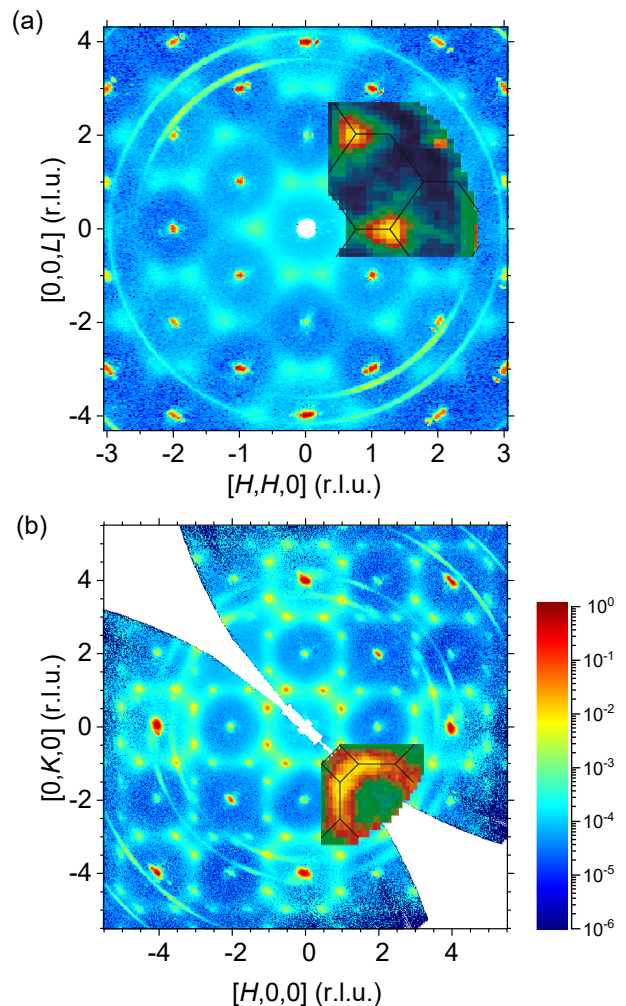 (a)
4
2
0
-2
-4
[0,0,L] (r.l.u.)
-3 -2 -1 0 1 2 3
[H,H,0] (r.l.u.)
(b)
4
2
0
-2
-4
[0,K,0] (r.l.u.)
-4 0 4
[H,0,0] (r.l.u.)
10⁰
10⁻¹
10⁻²
10⁻³
10⁻⁴
10⁻⁵
10⁻⁶